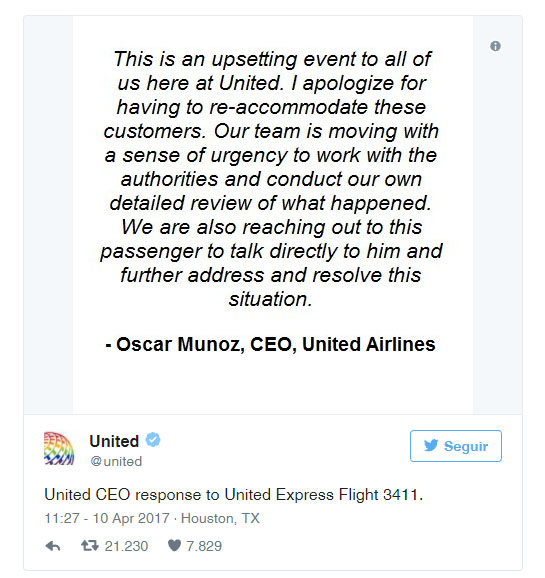 This is an upsetting event to all of
us here at United. I apologize for
having to re-accommodate these
customers. Our team is moving with
a sense of urgency to work with the
authorities and conduct our own
detailed review of what happened.
We are also reaching out to this
passenger to talk directly to him and
further address and resolve this
situation.
- Oscar Munoz, CEO, United Airlines
United
@united
Seguir
United CEO response to United Express Flight 3411.
11:27 - 10 Apr 2017 · Houston, TX
21.230 7.829